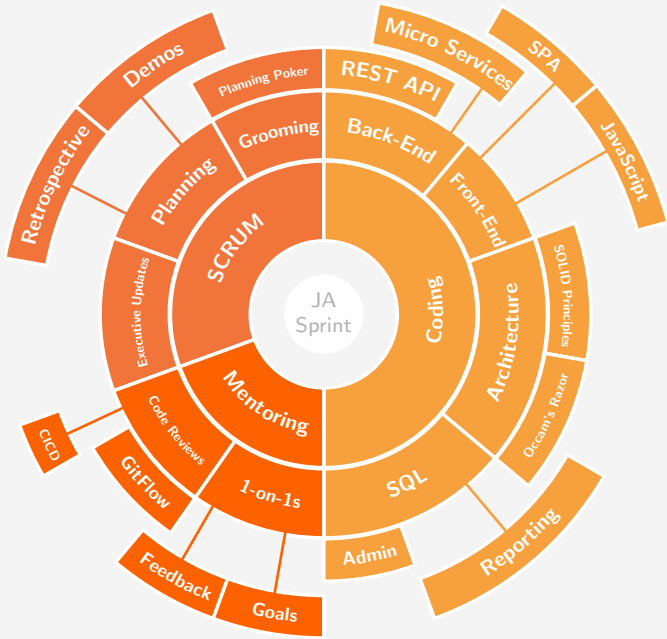 JA
Sprint
SCRUM
Coding
Mentoring
Grooming
Planning
Executive Updates
Planning Poker
Demos
Retrospective
Back-End
Front-End
Architecture
SQL
REST API
Micro Services
SPA
JavaScript
SOLID Principles
Occam's Razor
Reporting
Admin
1-on-1s
Code Reviews
Goals
Feedback
GitFlow
CICD